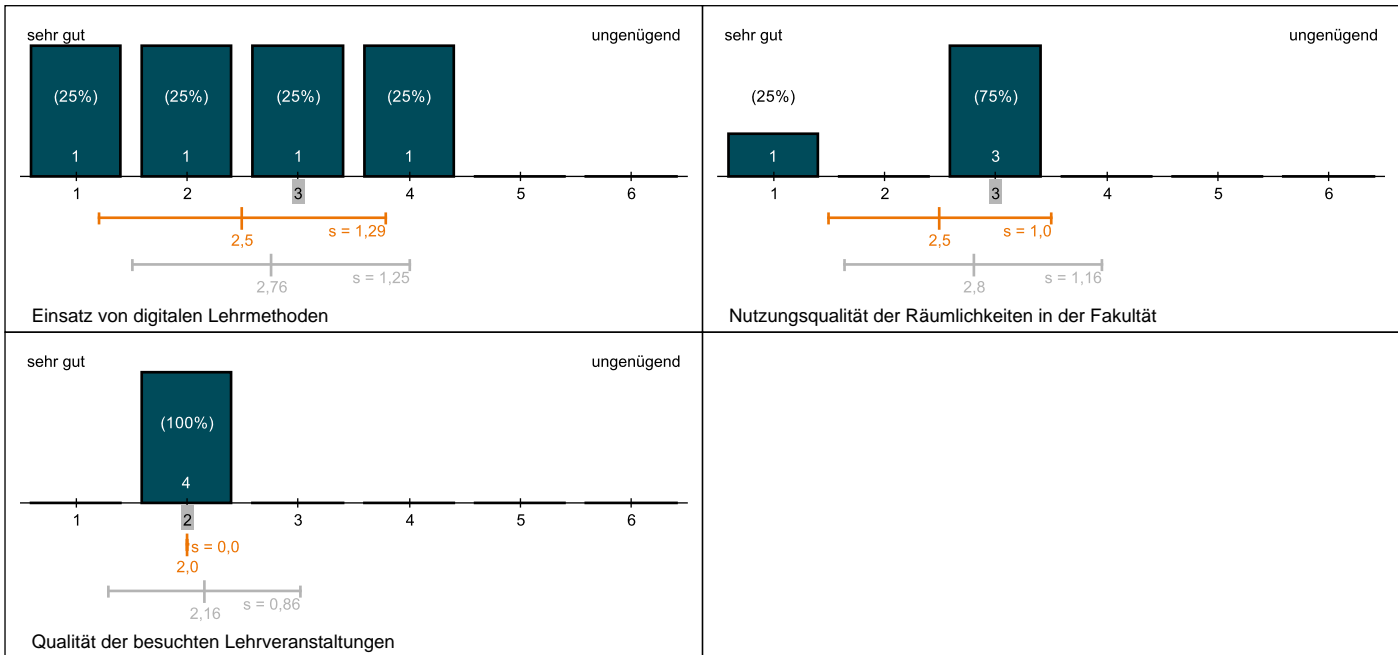 sehr gut ungenügend
(25%) (25%) (25%) (25%)
1 1 1 1
1 2 3 4 5 6
s = 1,29
2,5
s = 1,25
2,76
Einsatz von digitalen Lehrmethoden
sehr gut ungenügend
(25%) (75%)
1 3
1 2 3 4 5 6
s = 1,0
2,5
s = 1,16
2,8
Nutzungsqualität der Räumlichkeiten in der Fakultät
sehr gut ungenügend
(100%)
4
1 2 3 4 5 6
s = 0,0
2,0
s = 0,86
2,16
Qualität der besuchten Lehrveranstaltungen